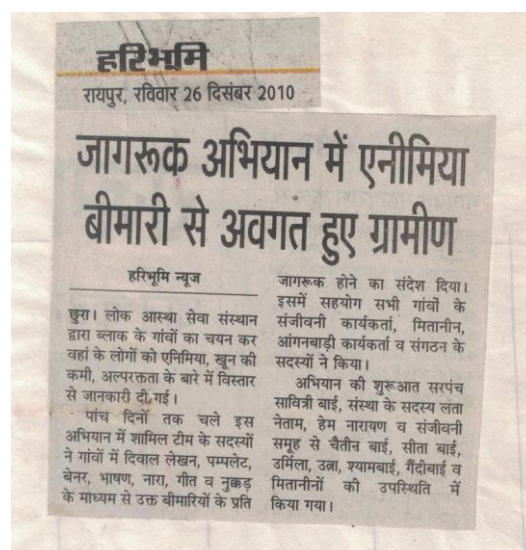 हरिभूमि
रायपुर, रविवार 26 दिसंबर 2010
जागरूक अभियान में एनीमिया
बीमारी से अवगत हुए ग्रामीण
हरिभूमि न्यूज
छुरा। लोक आस्था सेवा संस्थान
द्वारा ब्लाक के गांवों का चयन कर
वहां के लोगों को एनिमिया, खून की
कमी, अल्परक्तता के बारे में विस्तार
से जानकारी दी गई।
पांच दिनों तक चले इस
अभियान में शामिल टीम के सदस्यों
ने गांवों में दिवाल लेखन, पम्पलेट,
बेनर, भाषण, नारा, गीत व नुक्कड़
के माध्यम से उक्त बीमारियों के प्रति
जागरूक होने का संदेश दिया।
इसमें सहयोग सभी गांवों के
संजीवनी कार्यकर्ता, मितानीन,
आंगनबाड़ी कार्यकर्ता व संगठन के
सदस्यों ने किया।
अभियान की शुरूआत सरपंच
सावित्री बाई, संस्था के सदस्य लता
नेताम, हेम नारायण व संजीवनी
समूह से चैतीन बाई, सीता बाई,
उर्मिला, उत्रा, श्यामबाई, गैंदीबाई व
मितानीनों की उपस्थिति में
किया गया।